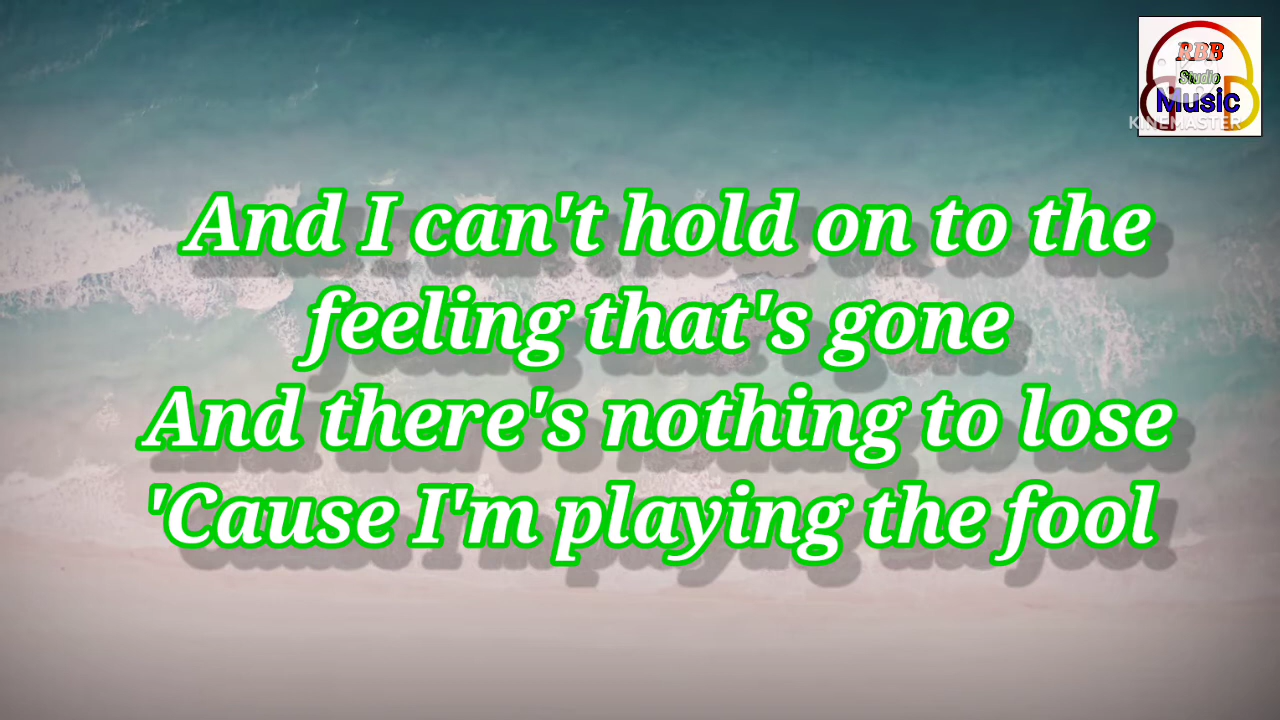 RBB
Studio
Music
KINEMASTER
And I can't hold on to the
feeling that's gone
And there's nothing to lose
'Cause I'm playing the fool